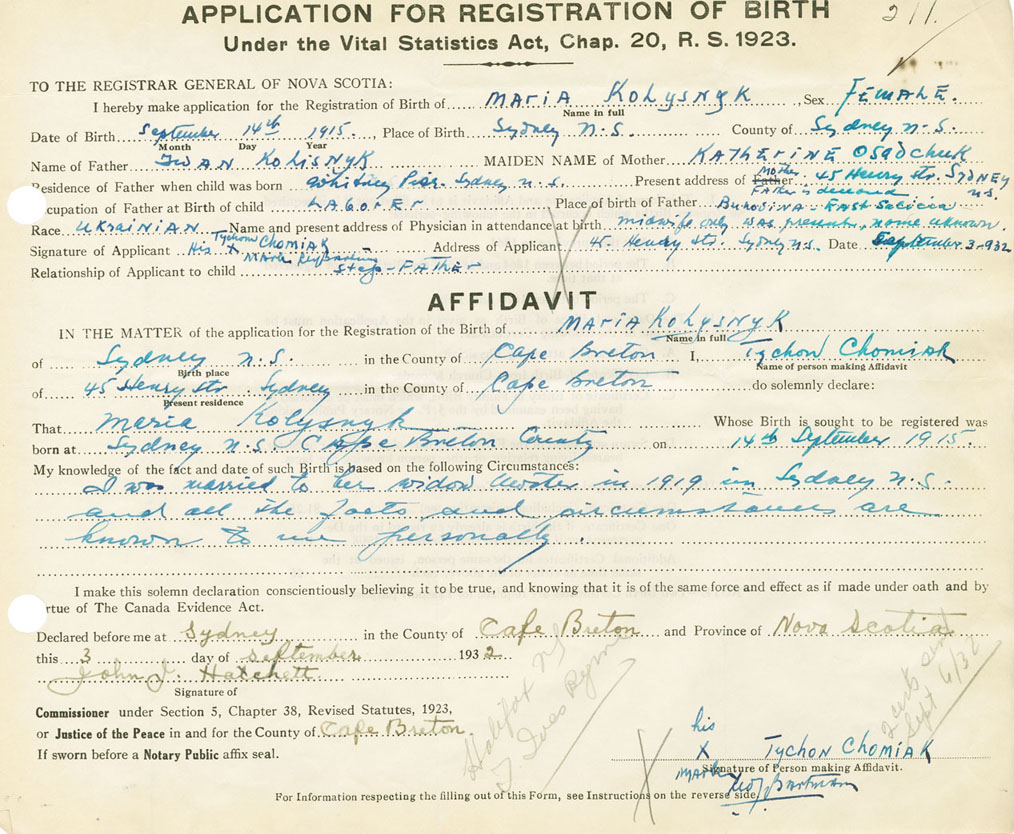 APPLICATION FOR REGISTRATION OF BIRTH
211.
Under the Vital Statistics Act, Chap. 20, R. S. 1923.
TO THE REGISTRAR GENERAL OF NOVA SCOTIA:
I hereby make application for the Registration of Birth of MARIA KOLYSNYK, Sex FEMALE.
Name in full
Date of Birth September 14th 1915, Place of Birth Sydney N.S. County of Sydney N.S.
Month Day Year
Name of Father IWAN KOLISNYK MAIDEN NAME of Mother KATHERINE OSADCHUK
Residence of Father when child was born Whitney Pier. Sydney N.S. Present address of Father Mother 45 Henry Str. SYDNEY N.S.
Father is
Occupation of Father at Birth of child LABORER Place of birth of Father BUKOVINA - EAST
Race UKRAINIAN Name and present address of Physician in attendance at birth midwife only was present, name uknown.
Signature of Applicant His X Mark Tychon CHOMIAK Address of Applicant 45. Henry Str. Sydney N.S. Date September 3-932
Relationship of Applicant to child Step-FATHER
AFFIDAVIT
IN THE MATTER of the application for the Registration of the Birth of MARIA KOLYSNYK
Name in full
of Sydney N.S. in the County of Cape Breton I, Tychon CHOMIAK
Birth place Name of person making Affidavit
of 45 Henry str. Sydney in the County of Cape Breton do solemnly declare:
Present residence
That Maria Kolysnyk Whose Birth is sought to be registered was
born at Sydney N.S. Cappe Breton County on 14th September 1915.
My knowledge of the fact and date of such Birth is based on the following Circumstances:
I was married to her widow in 1919 in Sydney N.S.
and all the facts and circumstances are
known to me personally.
I make this solemn declaration conscientiously believing it to be true, and knowing that it is of the same force and effect as if made under oath and by
rtue of The Canada Evidence Act.
Declared before me at Sydney in the County of Cape Breton and Province of Nova Scotia
this 3 day of September 1932
John J. Hatchett
Signature of
Commissioner under Section 5, Chapter 38, Revised Statutes, 1923,
or Justice of the Peace in and for the County of Cape Breton.
If sworn before a Notary Public affix seal.
Halifax N.S.
2 certs sent
Sept 6/32
his
X TYCHON CHOMIAK
mark
Signature of Person making Affidavit.
For Information respecting the filling out of this Form, see Instructions on the reverse side.